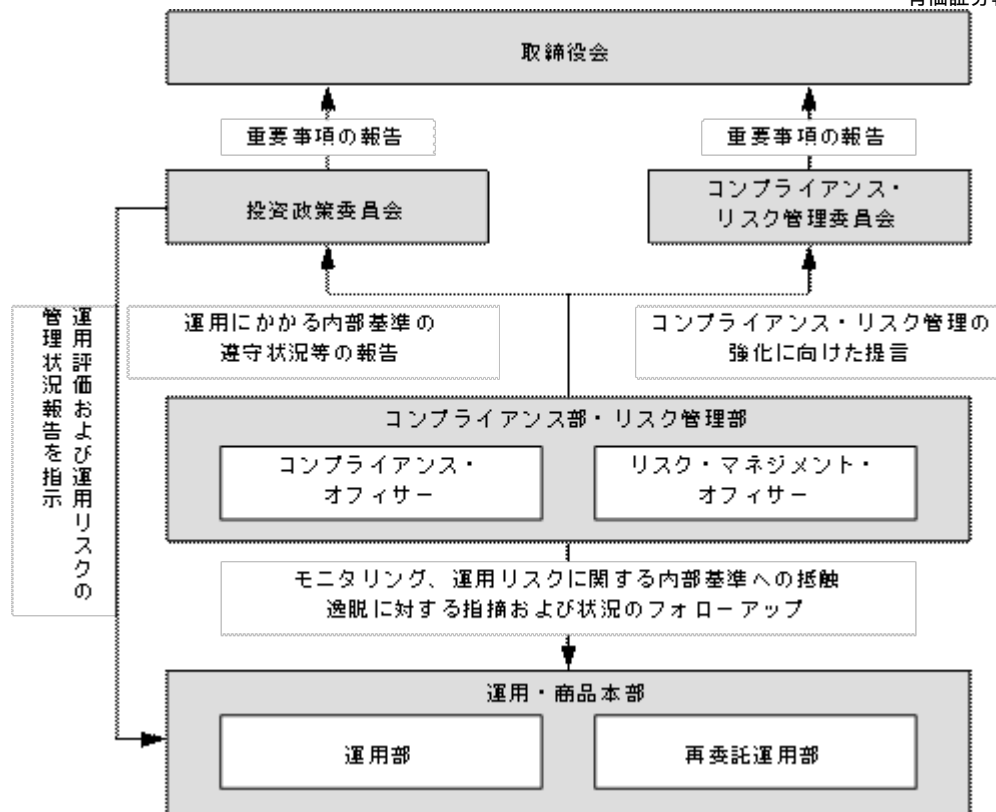 取締役会
重要事項の報告
重要事項の報告
投資政策委員会
コンプライアンス・
リスク管理委員会
運用にかかる内部基準の
遵守状況等の報告
コンプライアンス・リスク管理の
強化に向けた提言
運用評価および運用リスクの
管理状況報告を指示
コンプライアンス部・リスク管理部
コンプライアンス・
オフィサー
リスク・マネジメント・
オフィサー
モニタリング、運用リスクに関する内部基準への抵触
逸脱に対する指摘および状況のフォローアップ
運用・商品本部
運用部
再委託運用部